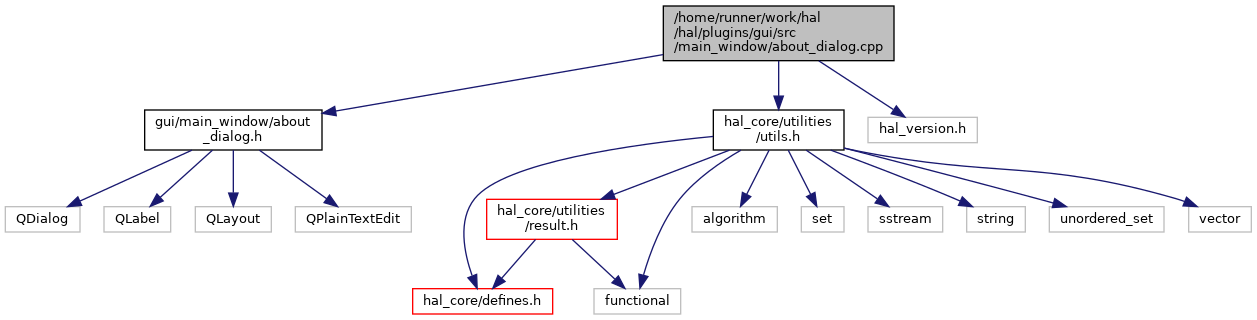 /home/runner/work/hal
/hal/plugins/gui/src
/main_window/about_dialog.cpp
gui/main_window/about
_dialog.h
hal_core/utilities
/utils.h
hal_version.h
QDialog
QLabel
QLayout
QPlainTextEdit
hal_core/utilities
/result.h
algorithm
set
sstream
string
unordered_set
vector
hal_core/defines.h
functional